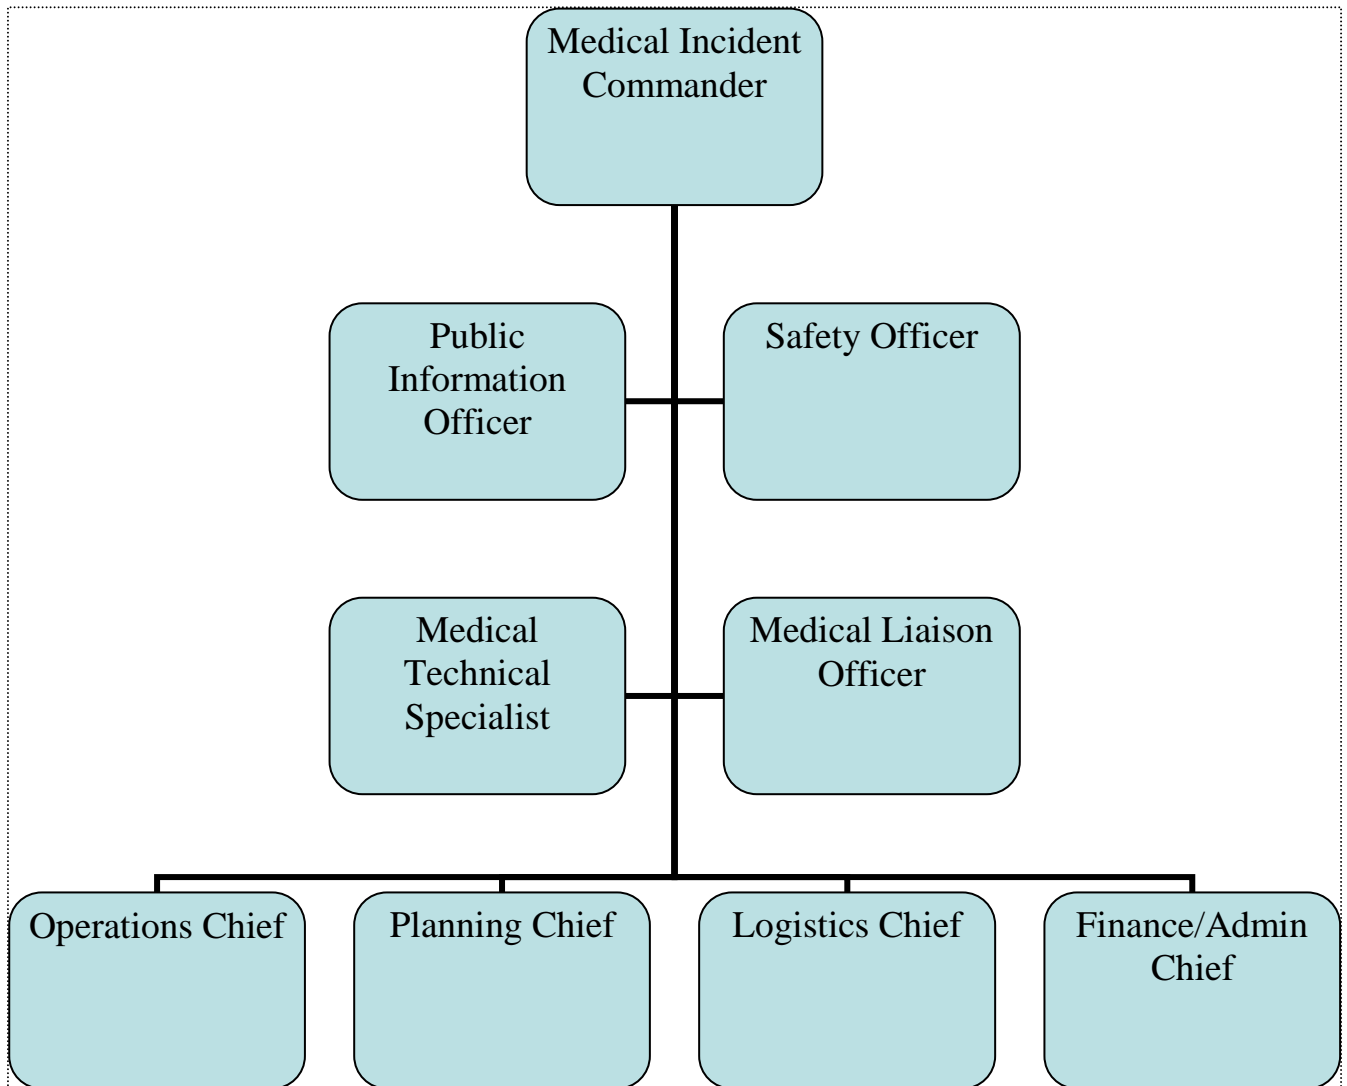 Medical Incident
Commander
Public
Information
Officer
Safety Officer
Medical
Technical
Specialist
Medical Liaison
Officer
Operations Chief
Planning Chief
Logistics Chief
Finance/Admin
Chief